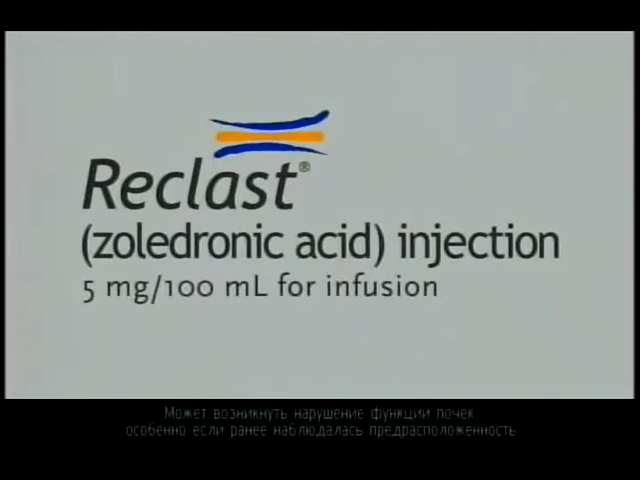 Reclast®
(zoledronic acid) injection
5 mg/100 mL for infusion
Может возникнуть нарушение функции почек
особенно если ранее наблюдалась предрасположенность